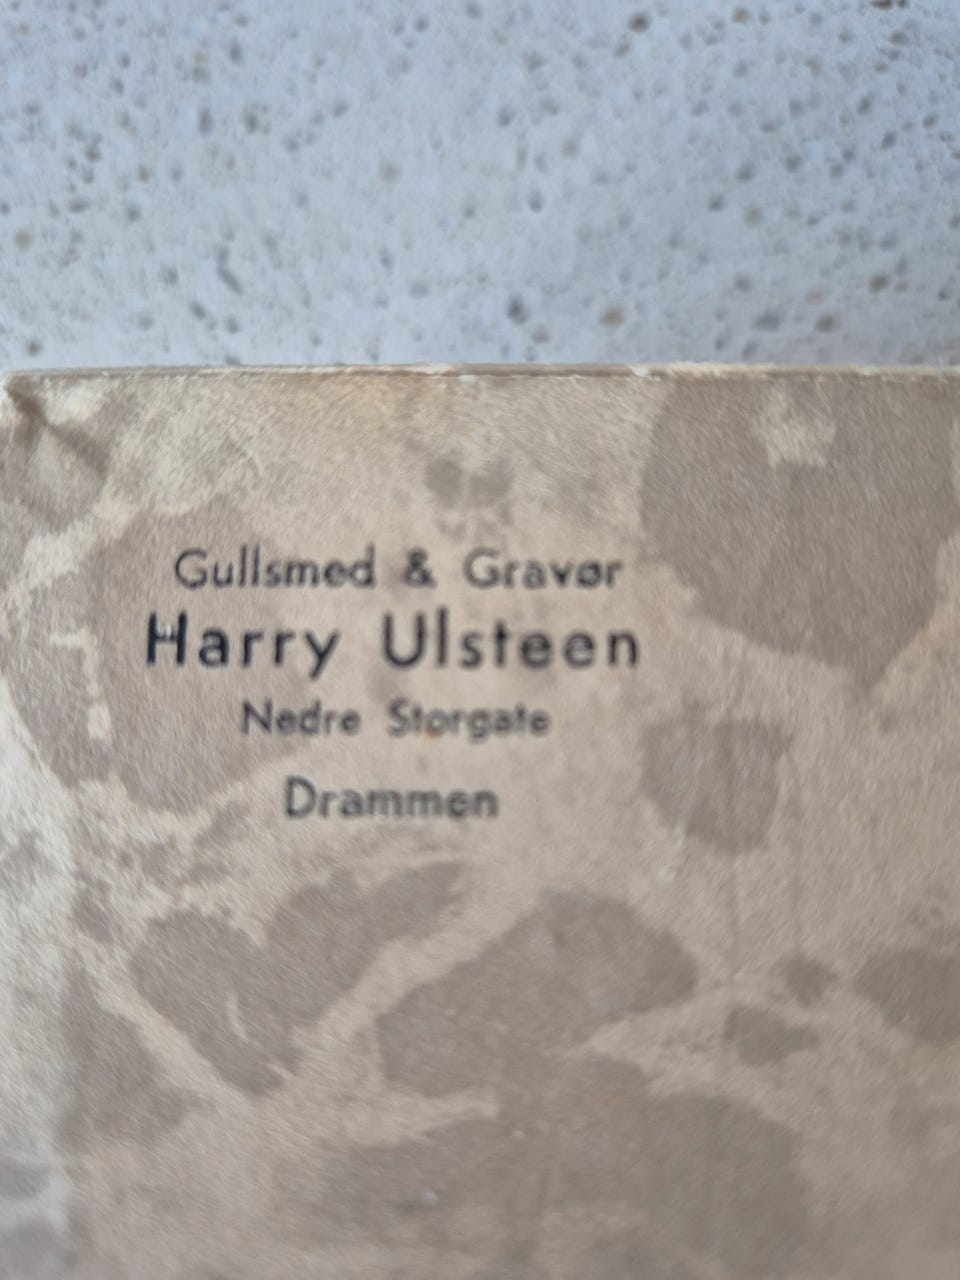 Gullsmed & Gravør
Harry Ulsteen
Nedre Storgate
Drammen